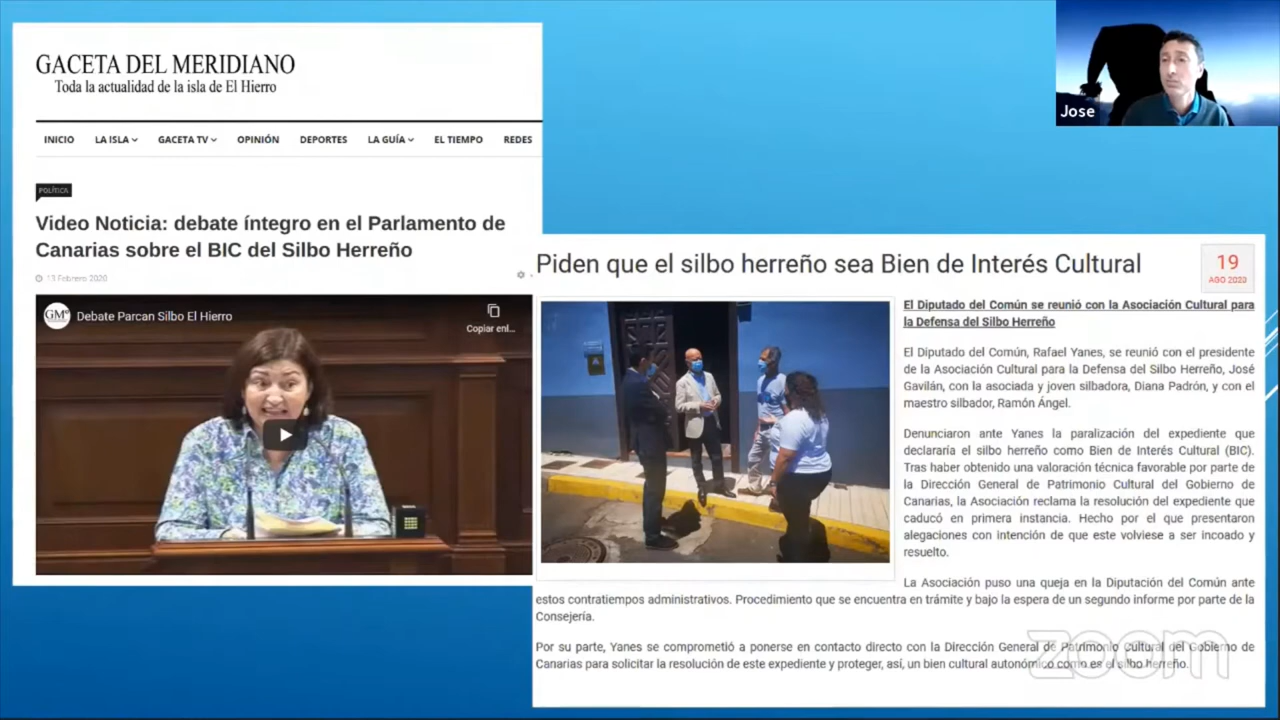 GACETA DEL MERIDIANO
Toda la actualidad de la isla de El Hierro
INICIO LA ISLA GACETA TV OPINIÓN DEPORTES LA GUÍA EL TIEMPO REDES
POLÍTICA
Video Noticia: debate íntegro en el Parlamento de
Canarias sobre el BIC del Silbo Herreño
13 Febrero 2020
GM
Debate Parcan Silbo El Hierro
Copiar enl...
Jose
Piden que el silbo herreño sea Bien de Interés Cultural
19
AGO 2020
El Diputado del Común se reunió con la Asociación Cultural para
la Defensa del Silbo Herreño
El Diputado del Común, Rafael Yanes, se reunió con el presidente
de la Asociación Cultural para la Defensa del Silbo Herreño, José
Gavilán, con la asociada y joven silbadora, Diana Padrón, y con el
maestro silbador, Ramón Ángel.
Denunciaron ante Yanes la paralización del expediente que
declararía el silbo herreño como Bien de Interés Cultural (BIC).
Tras haber obtenido una valoración técnica favorable por parte de
la Dirección General de Patrimonio Cultural del Gobierno de
Canarias, la Asociación reclama la resolución del expediente que
caducó en primera instancia. Hecho por el que presentaron
alegaciones con intención de que este volviese a ser incoado y
resuelto.
La Asociación puso una queja en la Diputación del Común ante
estos contratiempos administrativos. Procedimiento que se encuentra en trámite y bajo la espera de un segundo informe por parte de la
Consejería.
Por su parte, Yanes se comprometió a ponerse en contacto directo con la Dirección General de Patrimonio Cultural del Gobierno de
Canarias para solicitar la resolución de este expediente y proteger, así, un bien cultural autonómico como es el silbo herreño.
zoom